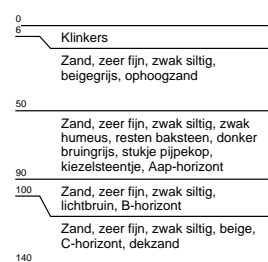 0
6
Klinkers
Zand, zeer fijn, zwak siltig,
beigegrijs, ophoogzand
50
Zand, zeer fijn, zwak siltig, zwak
humeus, resten baksteen, donker
bruingrijs, stukje pijpekop,
kiezelsteentje, Aap-horizont
90
100
Zand, zeer fijn, zwak siltig,
lichtbruin, B-horizont
Zand, zeer fijn, zwak siltig, beige,
C-horizont, dekzand
140